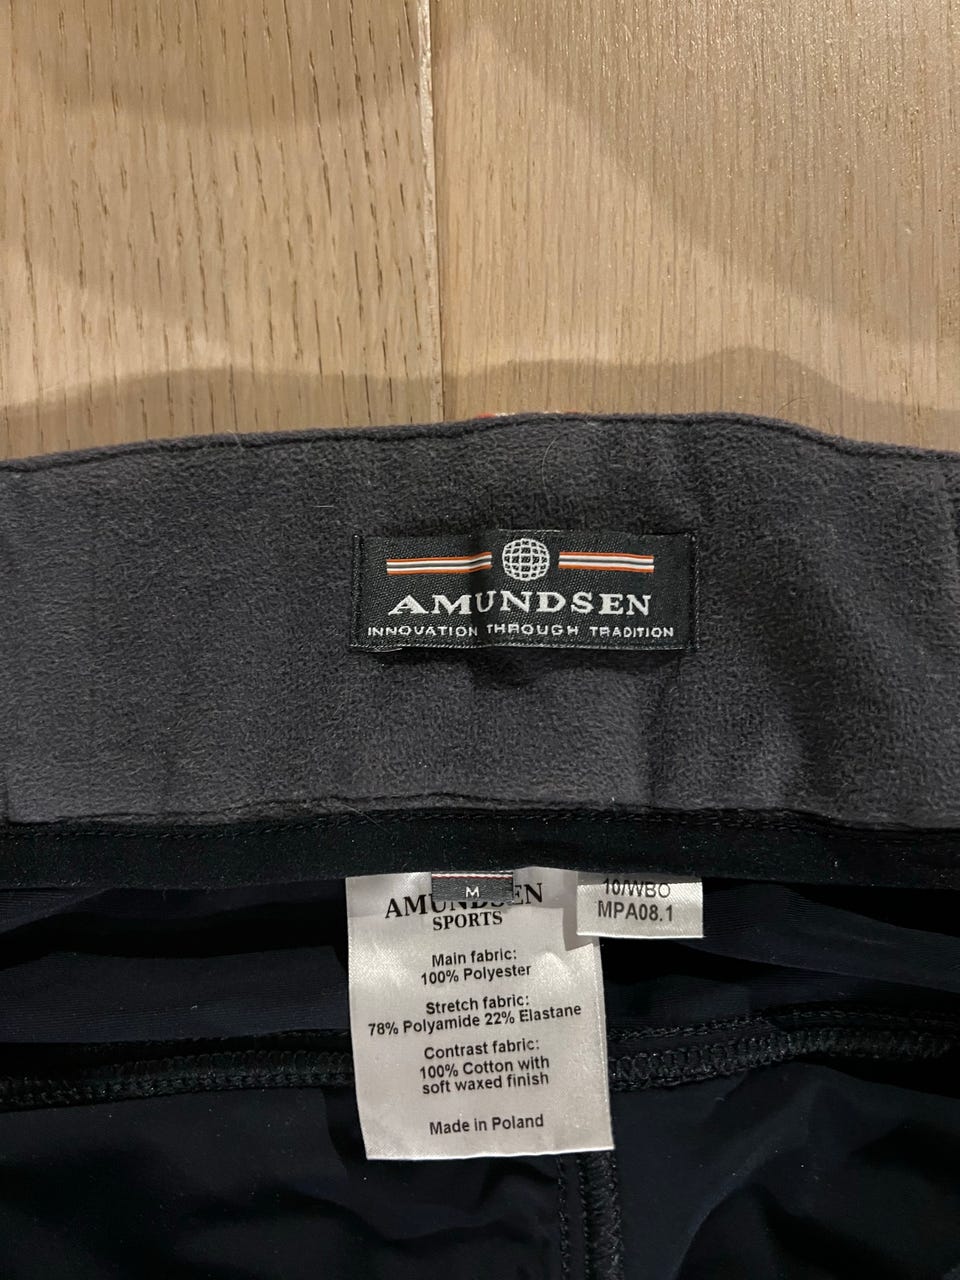 AMUNDSEN
INNOVATION THROUGH TRADITION
M
AMUNDSEN
SPORTS
Main fabric:
100% Polyester
Stretch fabric:
78% Polyamide 22% Elastane
Contrast fabric:
100% Cotton with
soft waxed finish
Made in Poland
10/WBO
MPA08.1